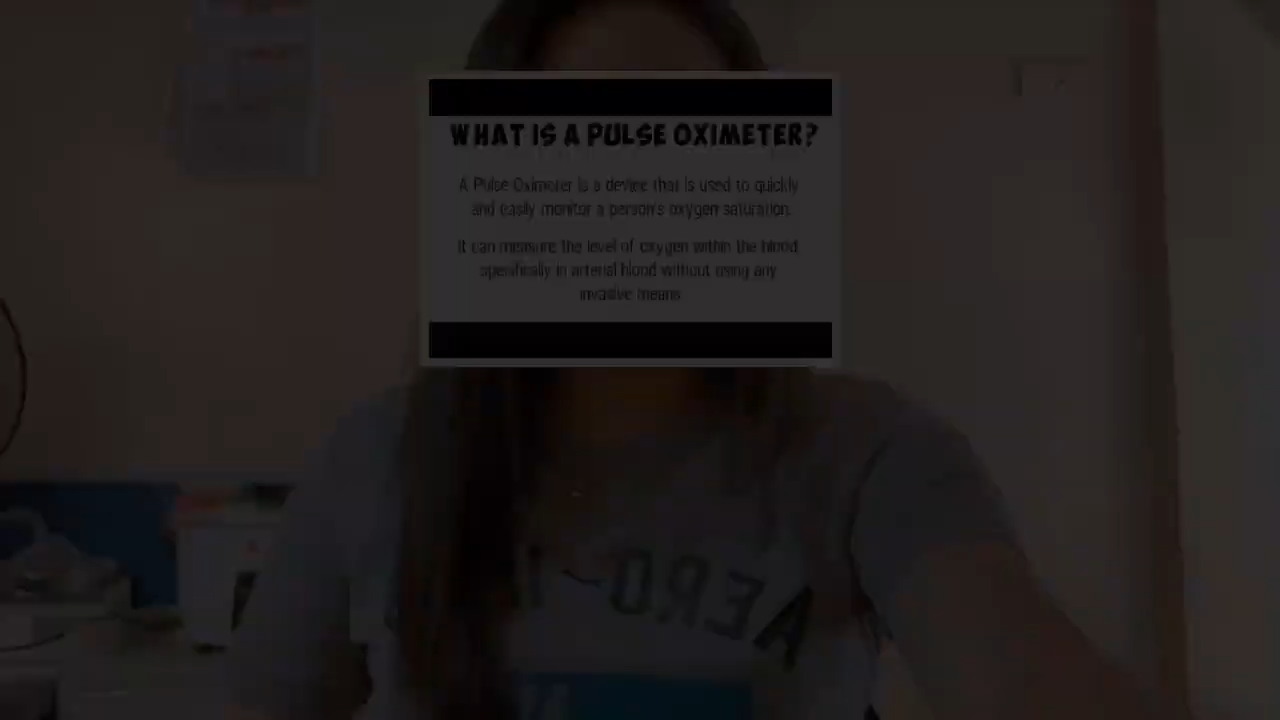 WHAT IS A PULSE OXIMETER?
A Pulse Oximeter is a device that is used to quickly
and easily monitor a person's oxygen saturation.
It can measure the level of oxygen within the blood
specifically in arterial blood without using any
invasive means.
AERO